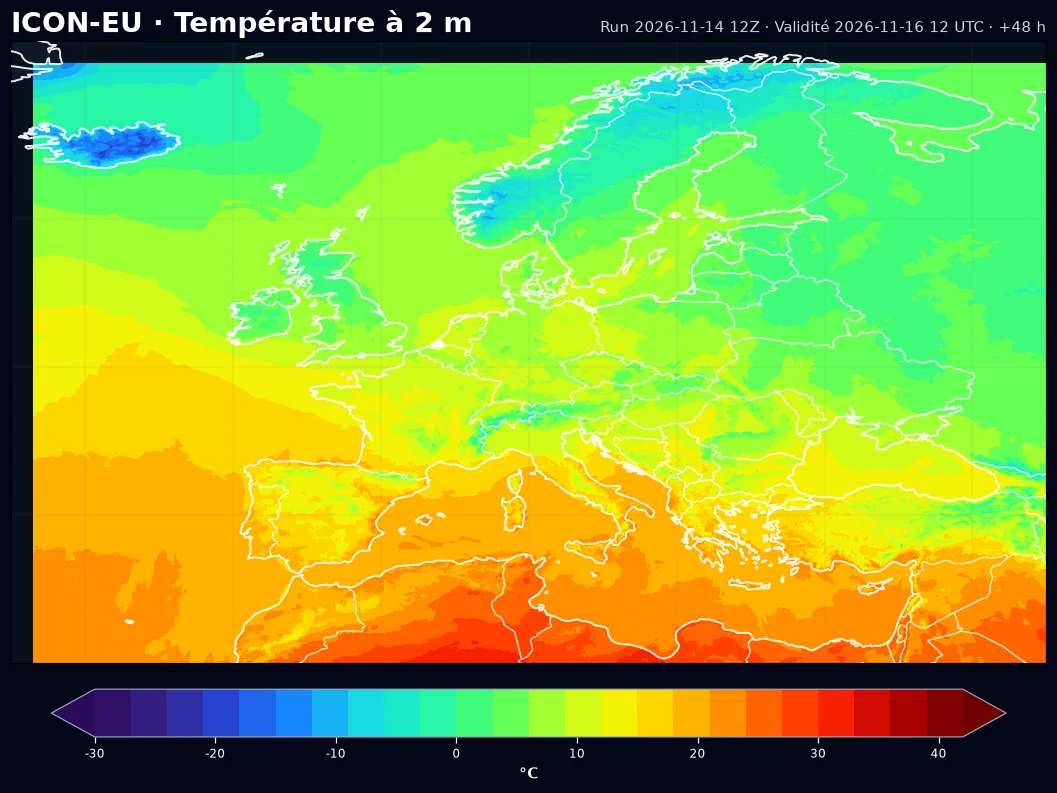 ICON-EU · Température à 2 m
Run 2026-11-14 12Z · Validité 2026-11-16 12 UTC · +48 h
-30 -20 -10 0 10 20 30 40
°C